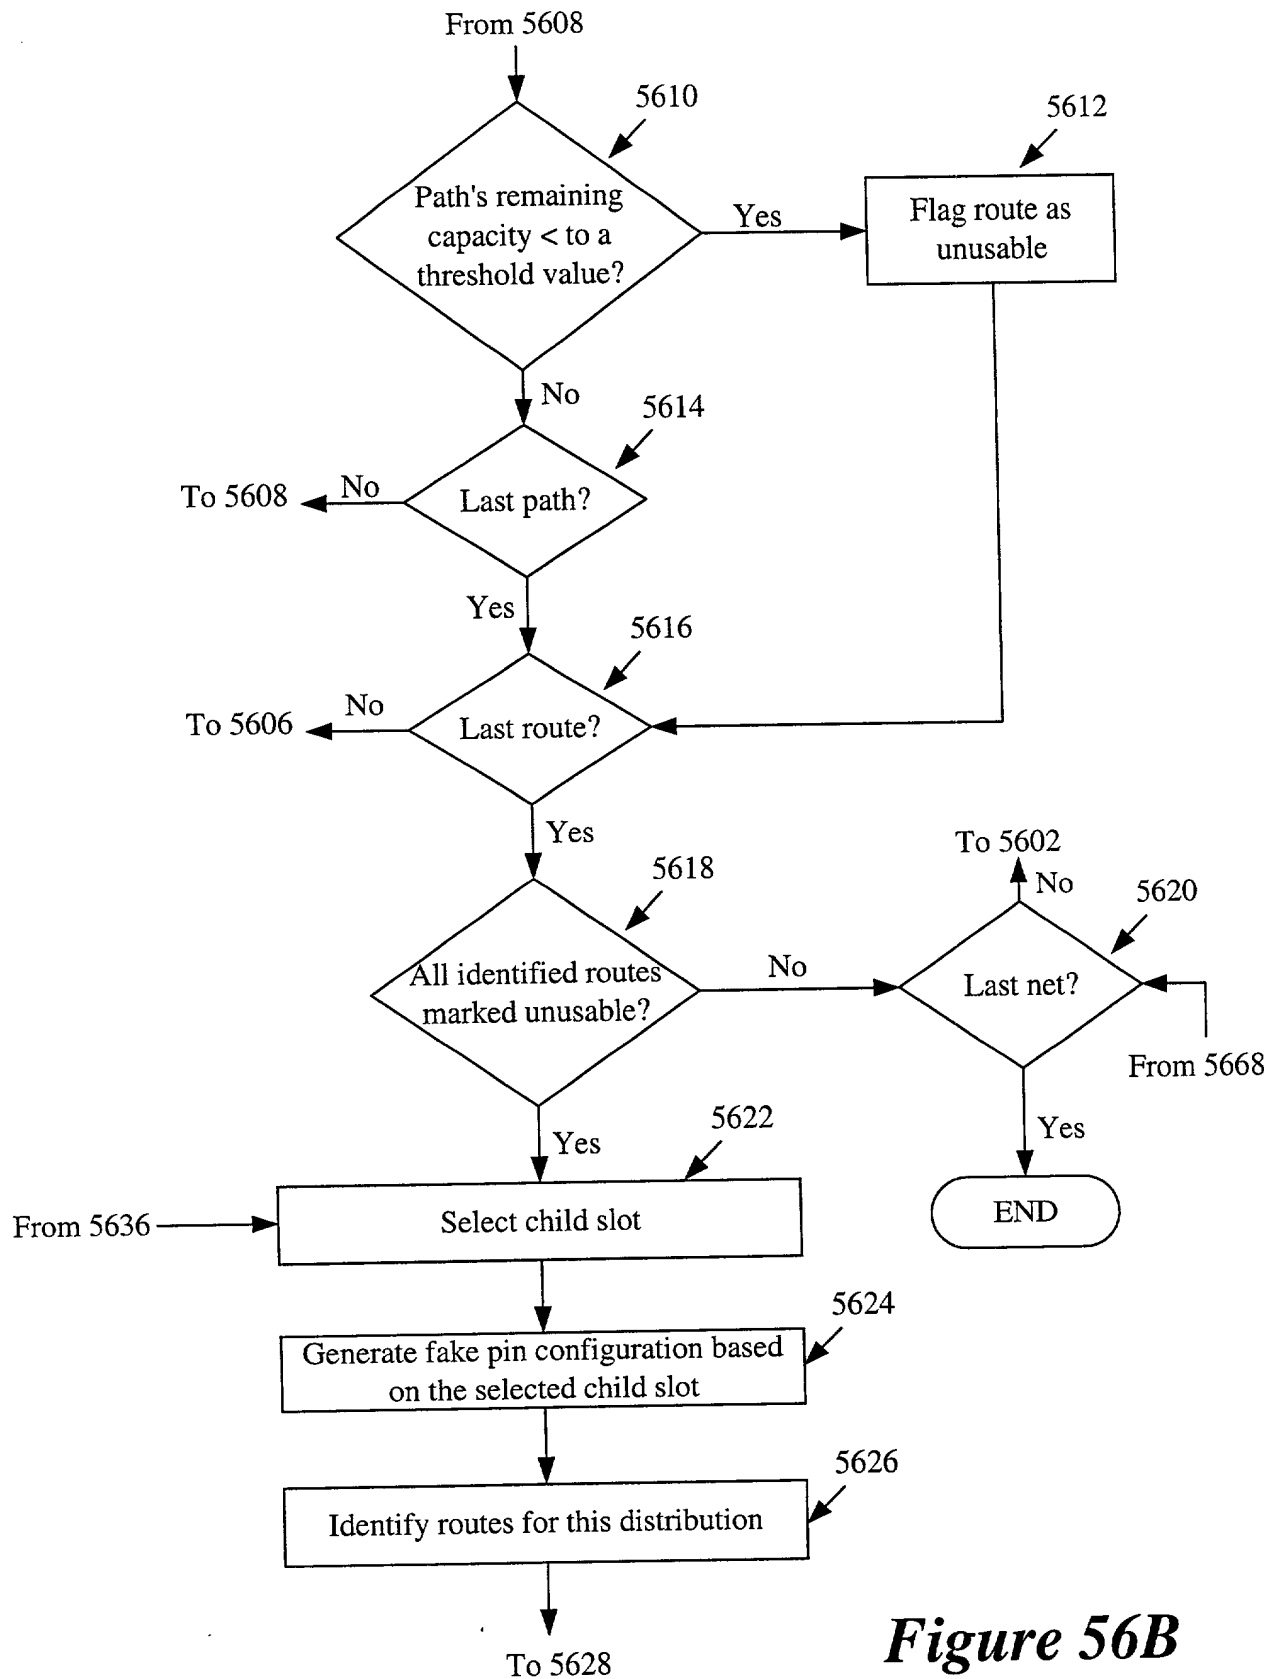 From 5608
5610
5612
Path's remaining
capacity < to a
threshold value?
Yes
Flag route as
unusable
No
5614
To 5608
No
Last path?
Yes
5616
To 5606
No
Last route?
Yes
To 5602
No
5618
5620
All identified routes
marked unusable?
No
Last net?
From 5668
Yes
5622
Yes
From 5636
Select child slot
END
5624
Generate fake pin configuration based
on the selected child slot
5626
Identify routes for this distribution
To 5628
Figure 56B